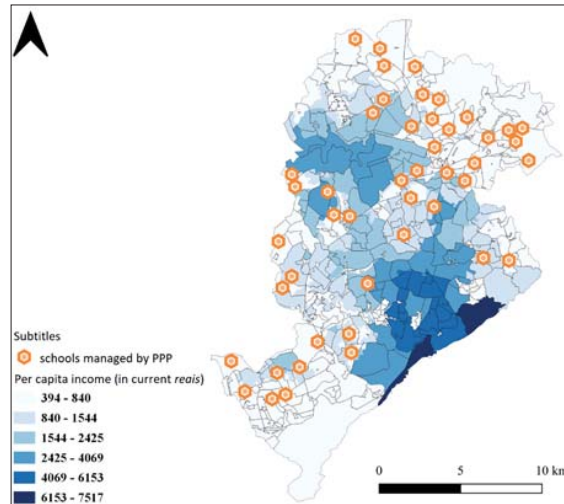 Subtitles
schools managed by PPP
Per capita income (in current reais)
394 - 840
840 - 1544
1544 - 2425
2425 - 4069
4069 - 6153
6153 - 7517
0 5 10 km